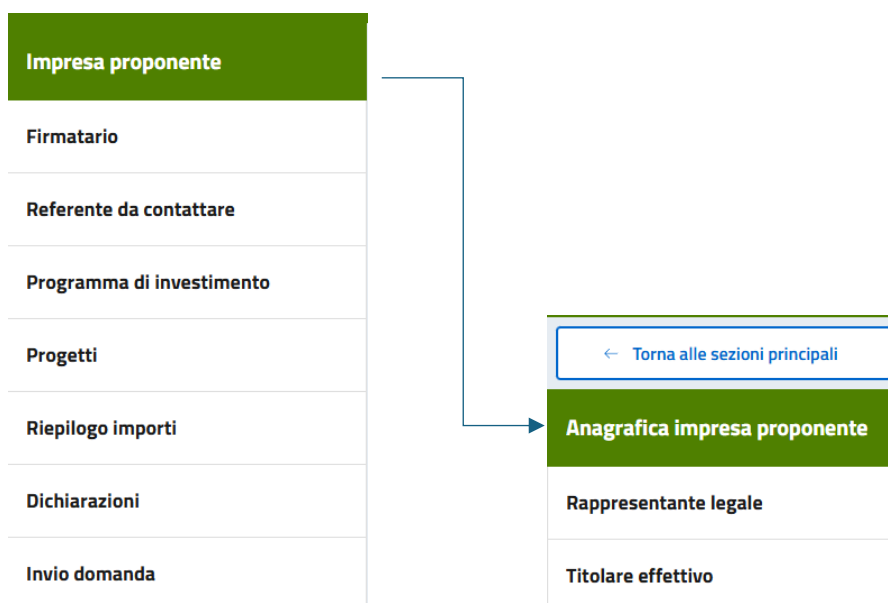 Impresa proponente
Firmatario
Referente da contattare
Programma di investimento
Progetti
Riepilogo importi
Dichiarazioni
Invio domanda
← Torna alle sezioni principali
Anagrafica impresa proponente
Rappresentante legale
Titolare effettivo